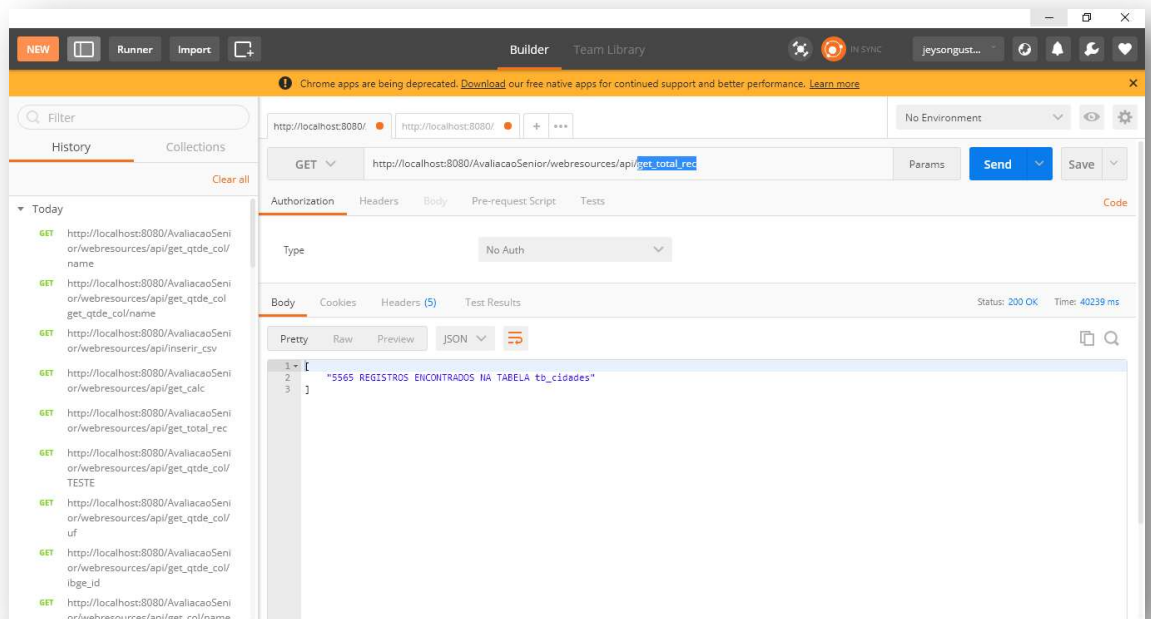 NEW Runner Import Builder Team Library IN SYNC jeysongust...
Chrome apps are being deprecated. Download our free native apps for continued support and better performance. Learn more
Filter
History Collections
Clear all
Today
GET http://localhost:8080/AvaliacaoSeni
or/webresources/api/get_qtde_col/
name
GET http://localhost:8080/AvaliacaoSeni
or/webresources/api/get_qtde_col
get_qtde_col/name
GET http://localhost:8080/AvaliacaoSeni
or/webresources/api/inserir_csv
GET http://localhost:8080/AvaliacaoSeni
or/webresources/api/get_calc
GET http://localhost:8080/AvaliacaoSeni
or/webresources/api/get_total_rec
GET http://localhost:8080/AvaliacaoSeni
or/webresources/api/get_qtde_col/
TESTE
GET http://localhost:8080/AvaliacaoSeni
or/webresources/api/get_qtde_col/
uf
GET http://localhost:8080/AvaliacaoSeni
or/webresources/api/get_qtde_col/
ibge_id
GET http://localhost:8080/AvaliacaoSeni
or/webresources/api/get_col/name
http://localhost:8080/ http://localhost:8080/ + ••• No Environment
GET http://localhost:8080/AvaliacaoSenior/webresources/api/get_total_rec Params Send Save
Authorization Headers Body Pre-request Script Tests Code
Type No Auth
Body Cookies Headers (5) Test Results Status: 200 OK Time: 40239 ms
Pretty Raw Preview JSON
1 [
2 "5565 REGISTROS ENCONTRADOS NA TABELA tb_cidades"
3 ]